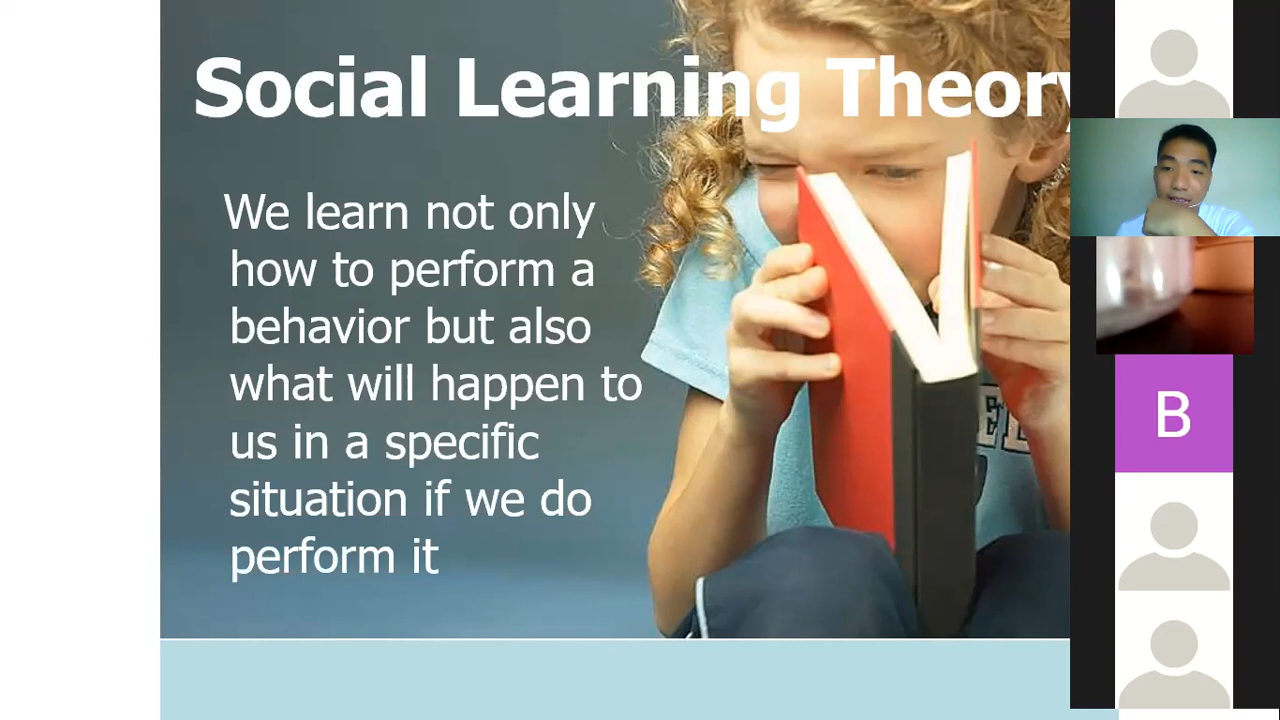 Social Learning Theory
We learn not only
how to perform a
behavior but also
what will happen to
us in a specific
situation if we do
perform it
B